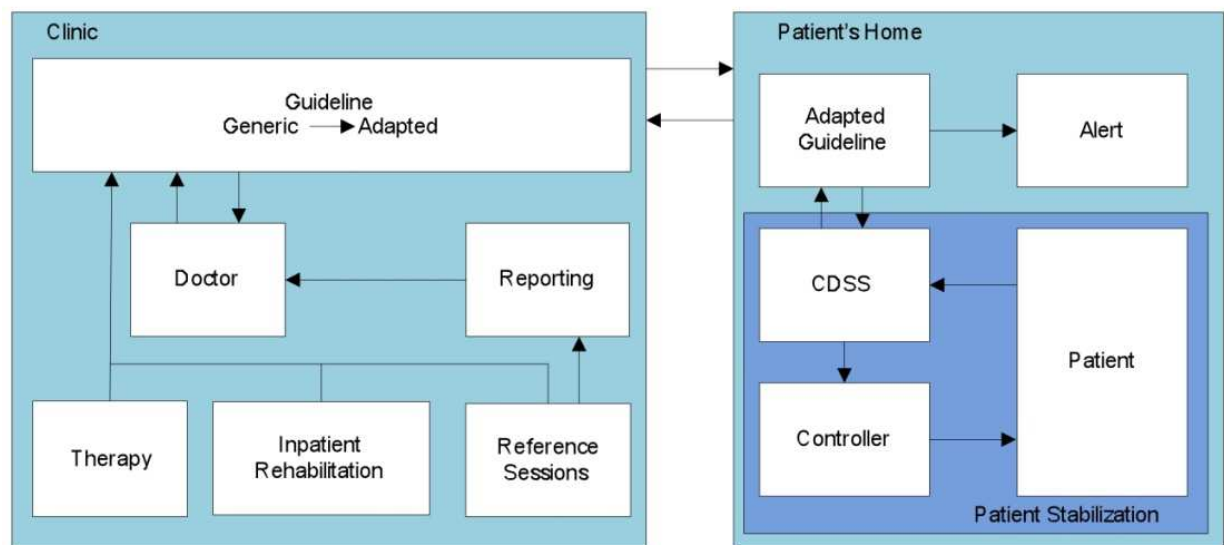 Clinic
Guideline
Generic Adapted
Doctor
Reporting
Therapy
Inpatient
Rehabilitation
Reference
Sessions
Patient's Home
Adapted
Guideline
Alert
CDSS
Patient
Controller
Patient Stabilization